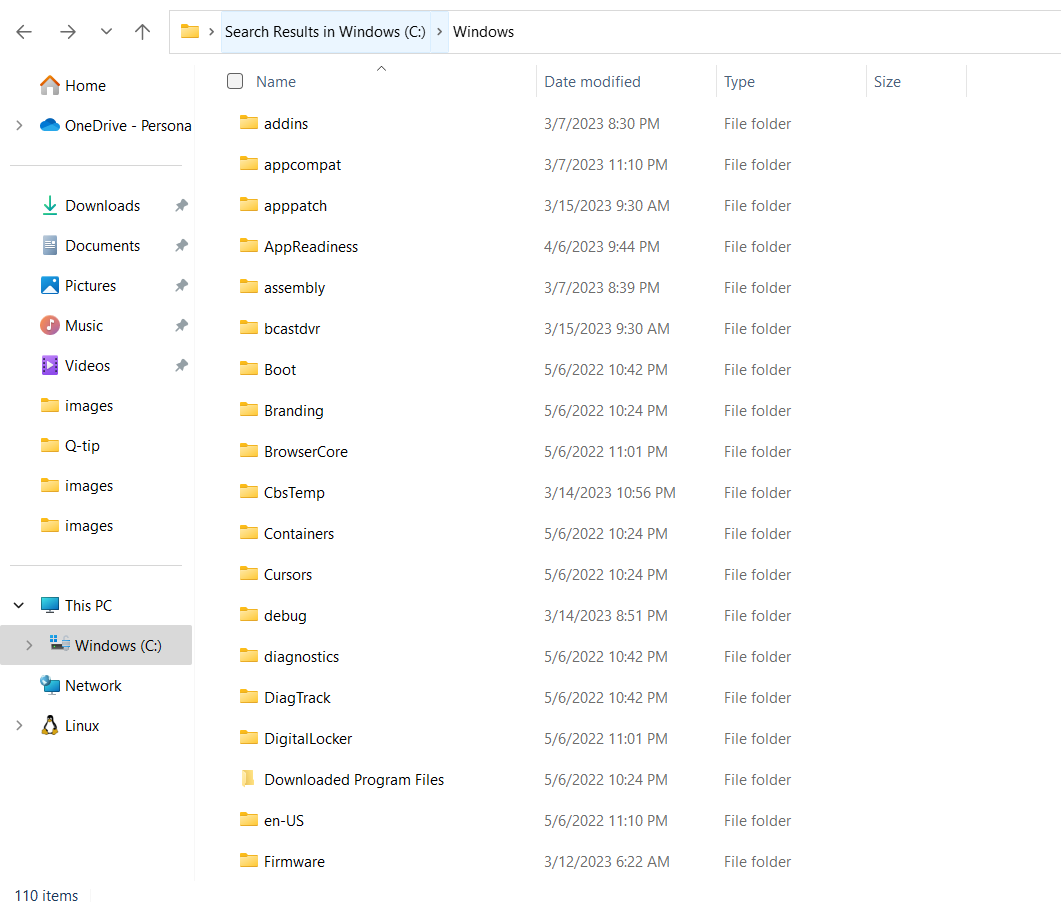 Search Results in Windows (C:) Windows
Home
OneDrive - Persona
Downloads
Documents
Pictures
Music
Videos
images
Q-tip
images
images
This PC
Windows (C:)
Network
Linux
Name Date modified Type Size
addins 3/7/2023 8:30 PM File folder
appcompat 3/7/2023 11:10 PM File folder
apppatch 3/15/2023 9:30 AM File folder
AppReadiness 4/6/2023 9:44 PM File folder
assembly 3/7/2023 8:39 PM File folder
bcastdvr 3/15/2023 9:30 AM File folder
Boot 5/6/2022 10:42 PM File folder
Branding 5/6/2022 10:24 PM File folder
BrowserCore 5/6/2022 11:01 PM File folder
CbsTemp 3/14/2023 10:56 PM File folder
Containers 5/6/2022 10:24 PM File folder
Cursors 5/6/2022 10:24 PM File folder
debug 3/14/2023 8:51 PM File folder
diagnostics 5/6/2022 10:42 PM File folder
DiagTrack 5/6/2022 10:42 PM File folder
DigitalLocker 5/6/2022 11:01 PM File folder
Downloaded Program Files 5/6/2022 10:24 PM File folder
en-US 5/6/2022 11:10 PM File folder
Firmware 3/12/2023 6:22 AM File folder
110 items